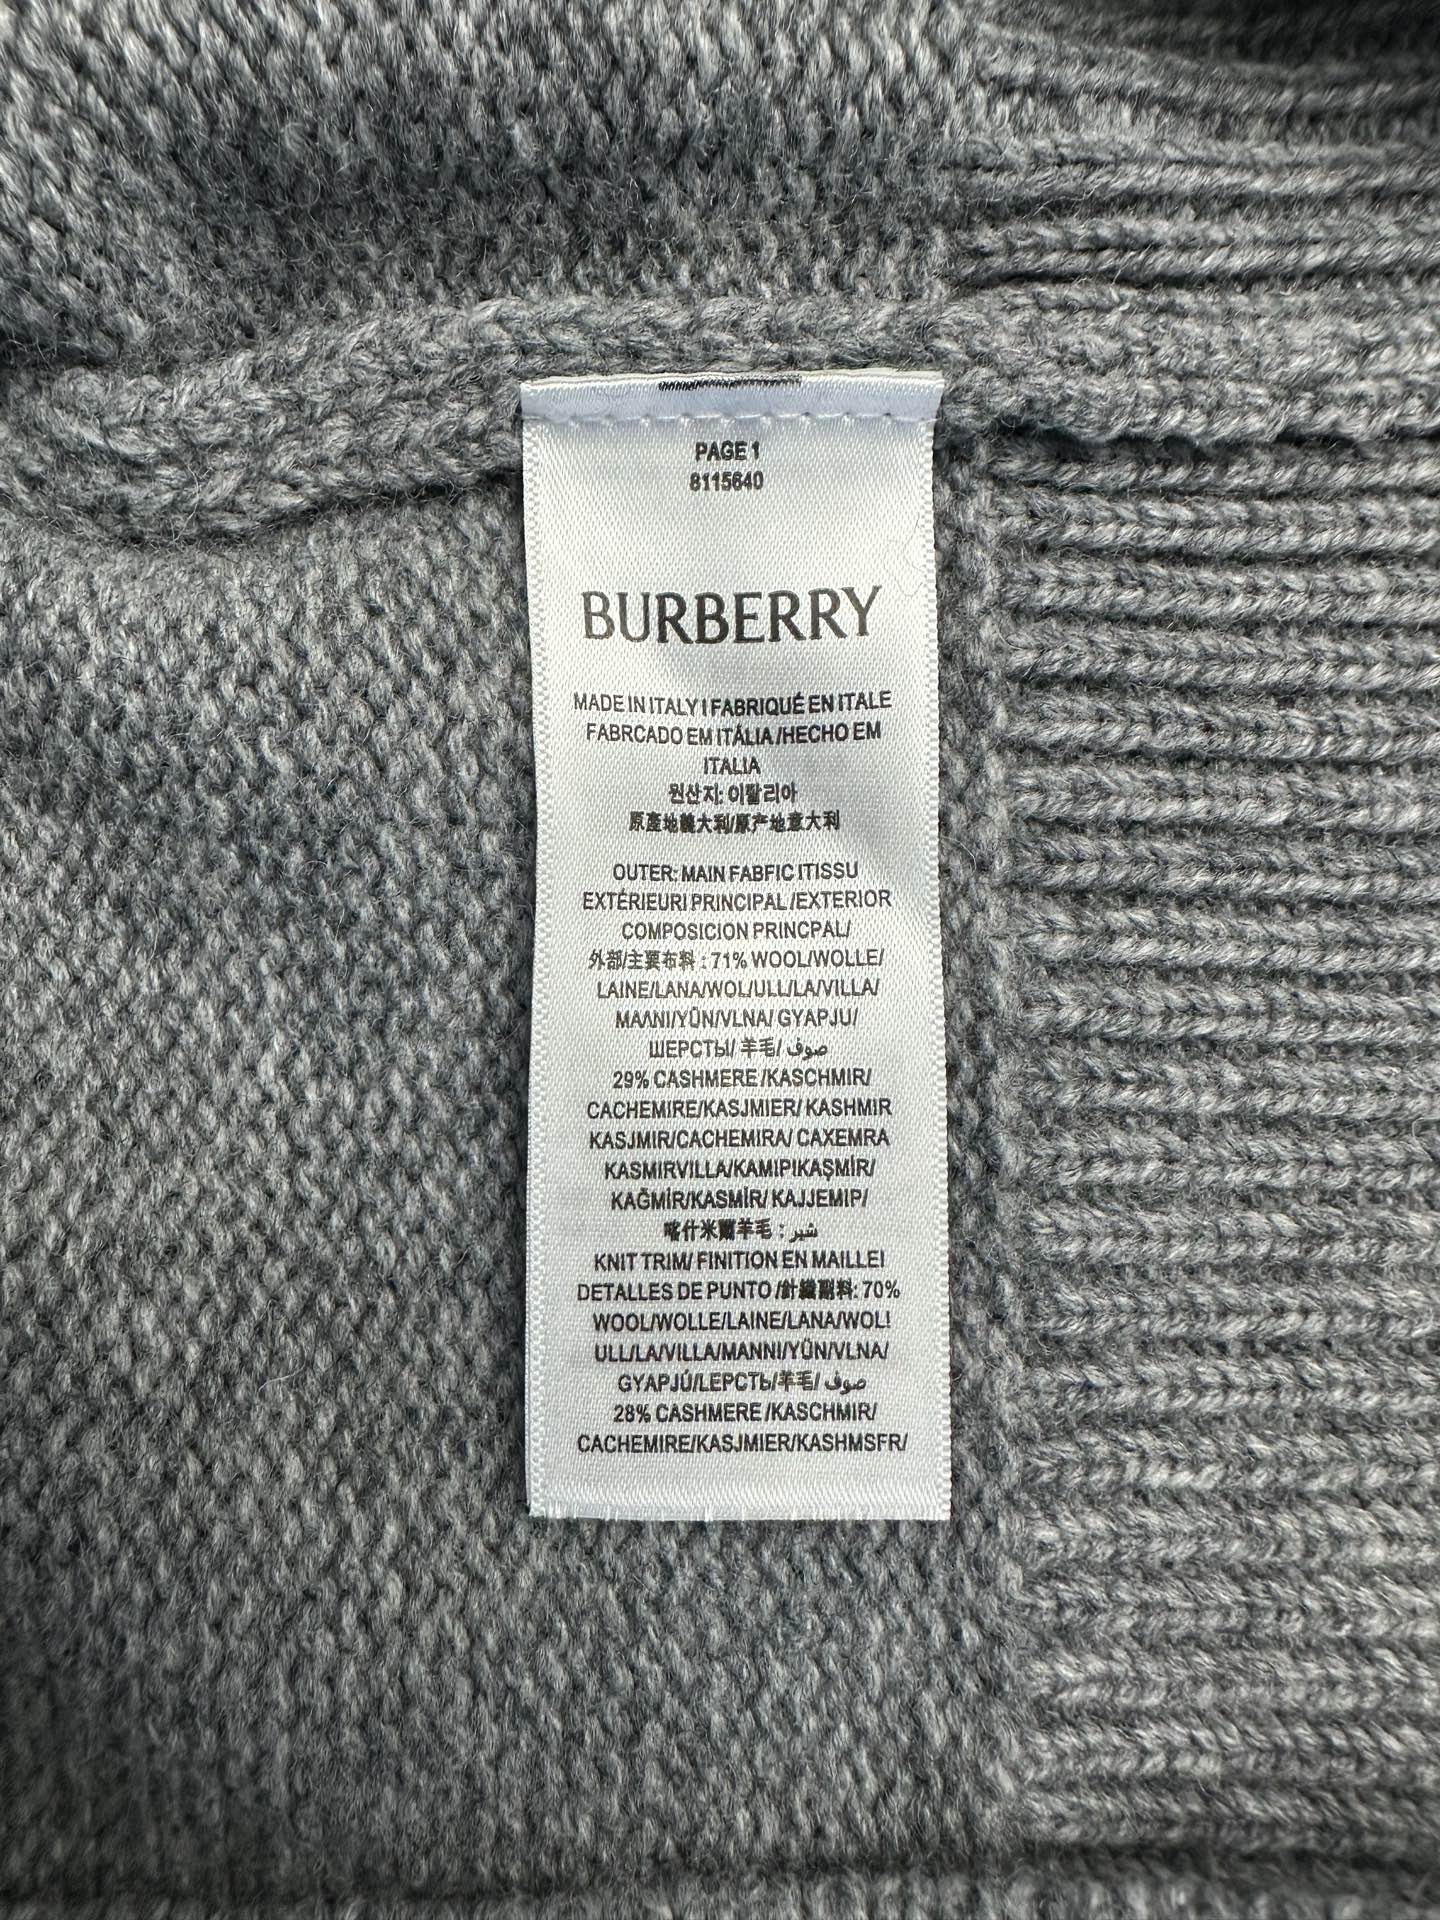 PAGE 1
8115640
BURBERRY
MADE IN ITALY I FABRIQUÉ EN ITALE
FABRCADO EM ITÁLIA /HECHO EM
ITALIA
원산지: 이팔리아
原產地義大利/原产地意大利
OUTER: MAIN FABFIC ITISSU
EXTÉRIEURI PRINCIPAL /EXTERIOR
COMPOSICION PRINCPAL/
外部/主要布料 : 71% WOOL/WOLLE/
LAINE/LANA/WOL/ULL/LA/VILLA/
MAΛNI/YŪN/VLNA/ GYAPJU/
ШЕРСТЫ/ 羊毛/ صوف
29% CASHMERE /KASCHMIR/
CACHEMIRE/KASJMIER/ KASHMIR
KASJMIR/CACHEMIRA/ CAXEMRA
KASMIRVILLA/KAMIPIKAŞMİR/
KAĞMİR/KASMİR/ KAJJEMIP/
喀什米爾羊毛 : شير
KNIT TRIM/ FINITION EN MAILLEI
DETALLES DE PUNTO /針織副料: 70%
WOOL/WOLLE/LAINE/LANA/WOL!
ULL/LA/VILLA/MANNI/YŪN/VLNA/
GYAPJÚ/LEPCTЬ/羊毛/ صوف
28% CASHMERE /KASCHMIR/
CACHEMIRE/KASJMIER/KASHMSFR/